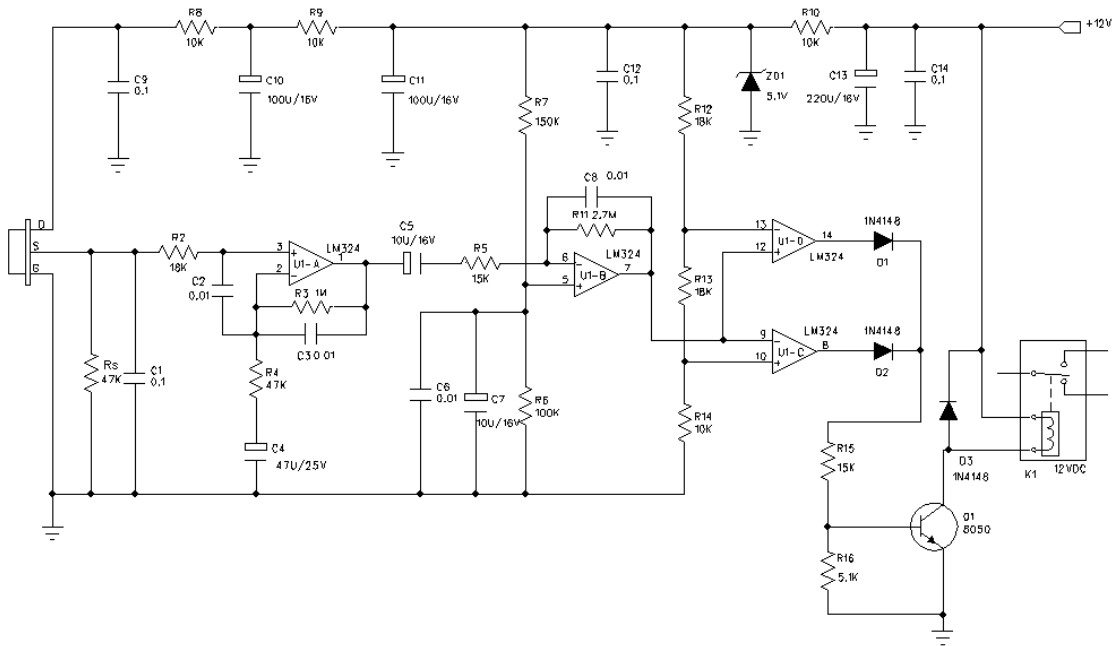 R8
10K
R9
10K
R10
10K
+12V
C9
0.1
C10
100U/16V
C11
100U/16V
C12
0.1
ZD1
5.1V
C13
220U/16V
C14
0.1
R7
150K
R12
18K
C8 0.01
R11 2.7M
LM324
D
S
G
R2
18K
C2
0.01
3
+
2
-
U1-A
LM324
1
R3 1M
C3 0.01
C5
10U/16V
R5
15K
6
-
5
+
U1-B
7
13
-
12
+
U1-D
14
LM324
1N4148
D1
R13
18K
9
-
10
+
U1-C
LM324
8
1N4148
D2
Rs
47K
C1
0.1
R4
47K
C4
47U/25V
C6
0.01
C7
10U/16V
R6
100K
R14
10K
R15
15K
R16
5.1K
Q1
8050
D3
1N4148
K1
12VDC